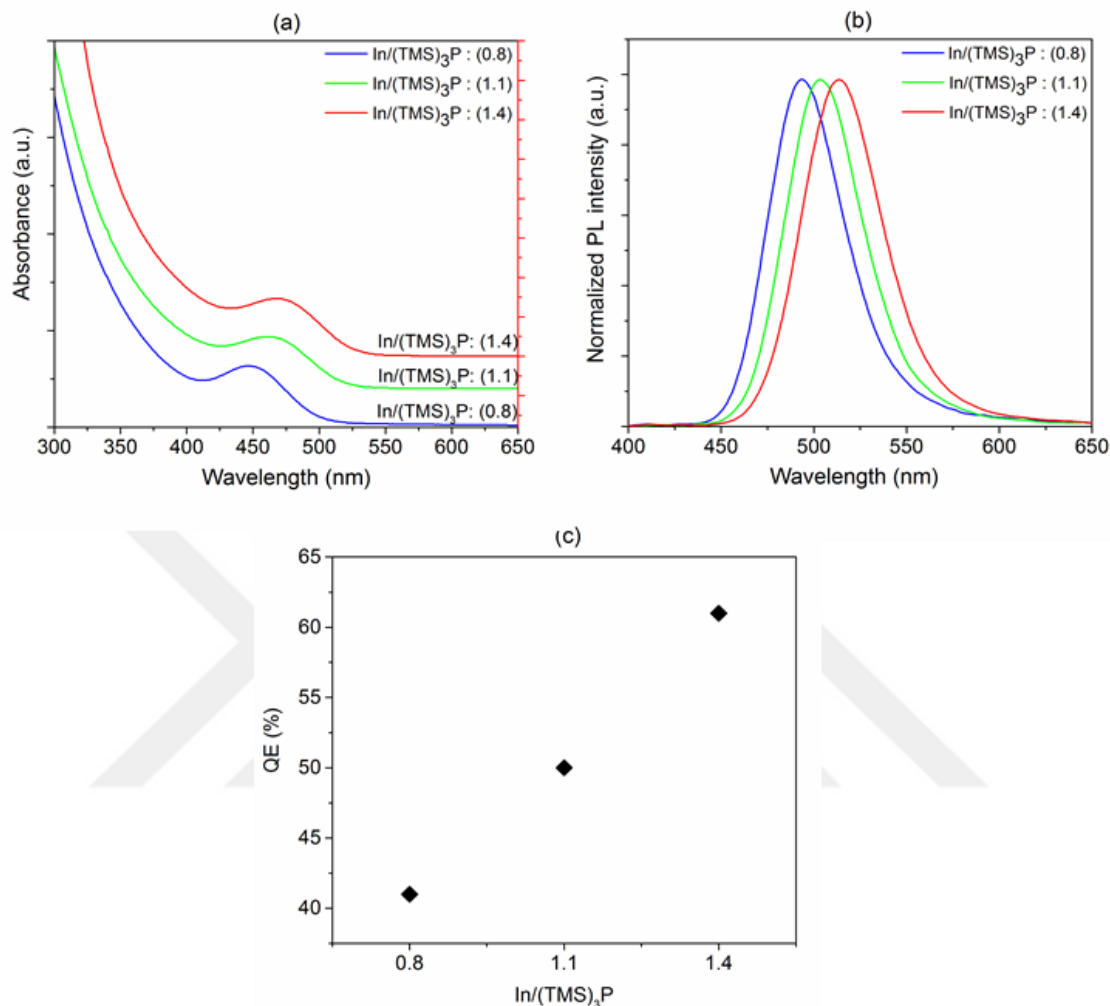 (a)
In/(TMS)₃P : (0.8)
In/(TMS)₃P : (1.1)
In/(TMS)₃P : (1.4)
Absorbance (a.u.)
In/(TMS)₃P: (1.4)
In/(TMS)₃P: (1.1)
In/(TMS)₃P: (0.8)
300 350 400 450 500 550 600 650
Wavelength (nm)
(b)
In/(TMS)₃P : (0.8)
In/(TMS)₃P : (1.1)
In/(TMS)₃P : (1.4)
Normalized PL intensity (a.u.)
400 450 500 550 600 650
Wavelength (nm)
(c)
65
60
55
50
45
40
QE (%)
0.8 1.1 1.4
In/(TMS)₃P